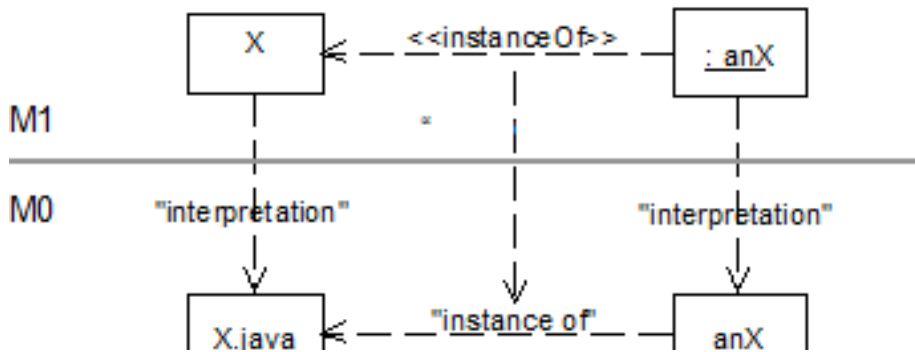 X
<<instanceOf>>
: anX
M1
M0
"interpretation"
"interpretation"
"instance of"
X.java
anX